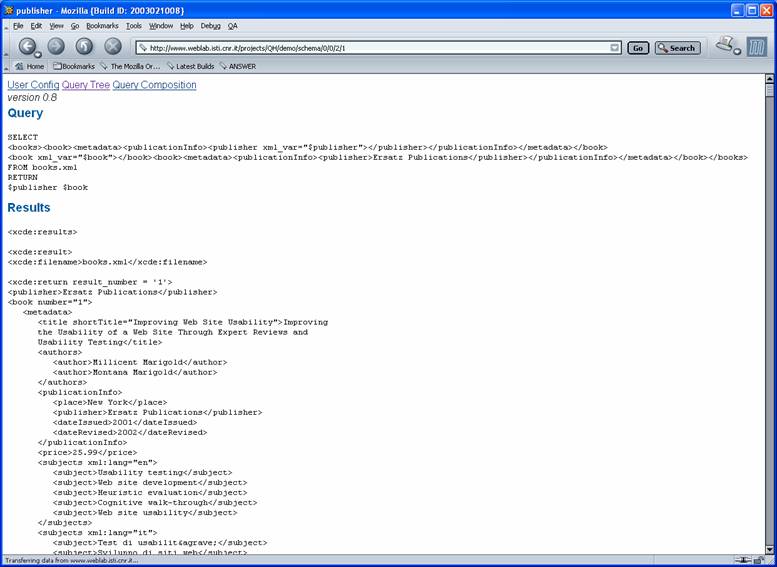 publisher - Mozilla {Build ID: 2003021008}
File Edit View Go Bookmarks Tools Window Help Debug QA
http://www.weblab.isti.cnr.it/projects/QH/demo/schema/0/0/2/1 Go Search
Home Bookmarks The Mozilla Or... Latest Builds ANSWER
User Config Query Tree Query Composition
version 0.8
Query
SELECT
<books><book><metadata><publicationInfo><publisher xml_var="$publisher"></publisher></publicationInfo></metadata></book>
<book xml_var="$book"></book><book><metadata><publicationInfo><publisher>Ersatz Publications</publisher></publicationInfo></metadata></book></books>
FROM books.xml
RETURN
$publisher $book
Results
<xcde:results>
<xcde:result>
<xcde:filename>books.xml</xcde:filename>
<xcde:return result_number = '1'>
<publisher>Ersatz Publications</publisher>
<book number="1">
<metadata>
<title shortTitle="Improving Web Site Usability">Improving
the Usability of a Web Site Through Expert Reviews and
Usability Testing</title>
<authors>
<author>Millicent Marigold</author>
<author>Montana Marigold</author>
</authors>
<publicationInfo>
<place>New York</place>
<publisher>Ersatz Publications</publisher>
<dateIssued>2001</dateIssued>
<dateRevised>2002</dateRevised>
</publicationInfo>
<price>25.99</price>
<subjects xml:lang="en">
<subject>Usability testing</subject>
<subject>Web site development</subject>
<subject>Heuristic evaluation</subject>
<subject>Cognitive walk-through</subject>
<subject>Web site usability</subject>
</subjects>
<subjects xml:lang="it">
<subject>Test di usabilit&agrave;</subject>
<subject>Sviluppo di siti web</subject>
Transferring data from www.weblab.isti.cnr.it...